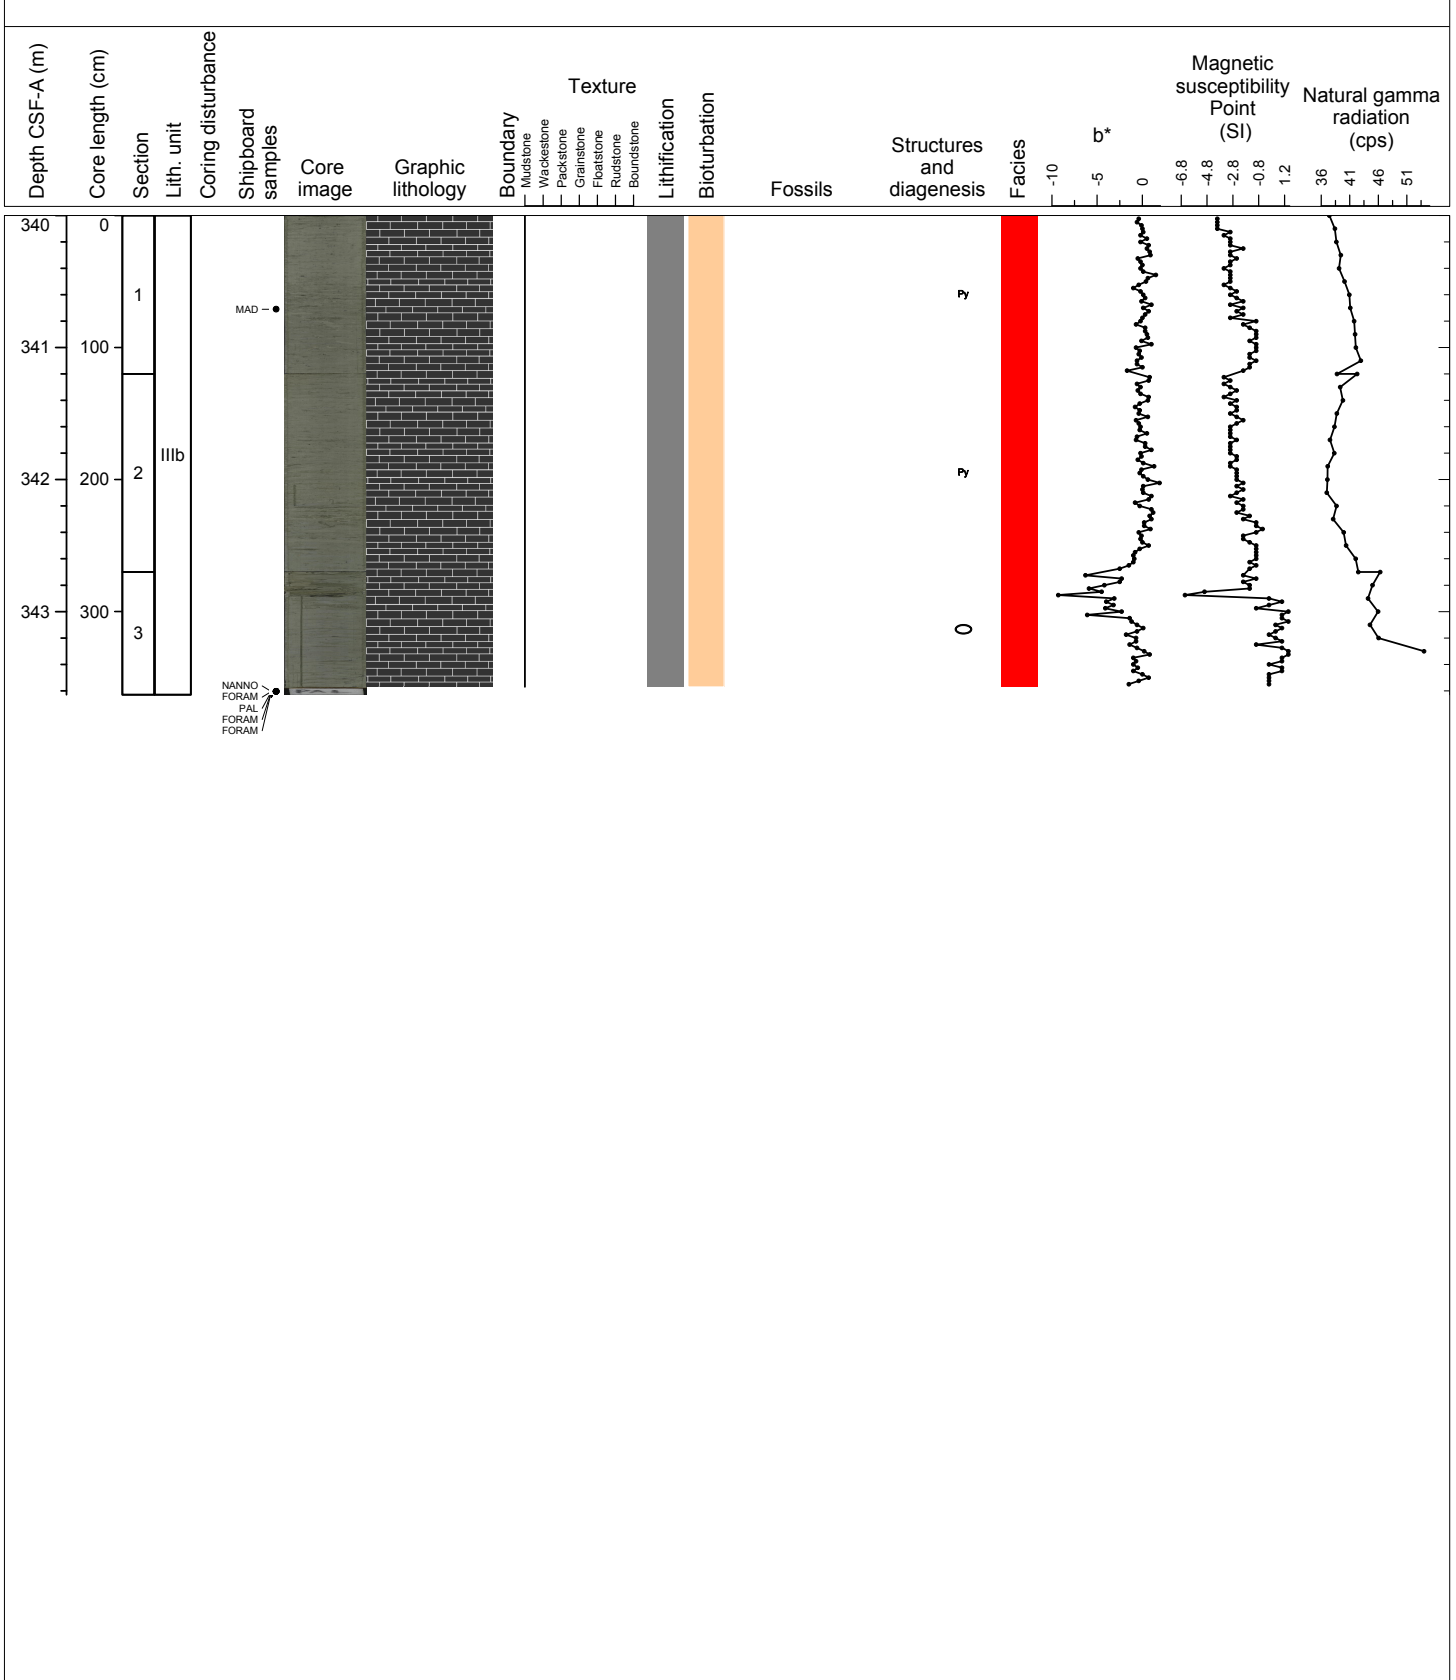 Depth CSF-A (m)
Core length (cm)
Section
Lith. unit
Coring disturbance
Shipboard
samples
Core
image
Graphic
lithology
Boundary
Texture
Mudstone
Wackestone
Packstone
Grainstone
Floatstone
Rudstone
Boundstone
Lithification
Bioturbation
Fossils
Structures
and
diagenesis
Facies
b*
-10
-5
0
Magnetic
susceptibility
Point
(SI)
-6.8
-4.8
-2.8
-0.8
1.2
Natural gamma
radiation
(cps)
36
41
46
51
340
0
1
MAD
Py
341
100
IIIb
2
342
200
Py
343
300
3
NANNO
FORAM
PAL
FORAM
FORAM